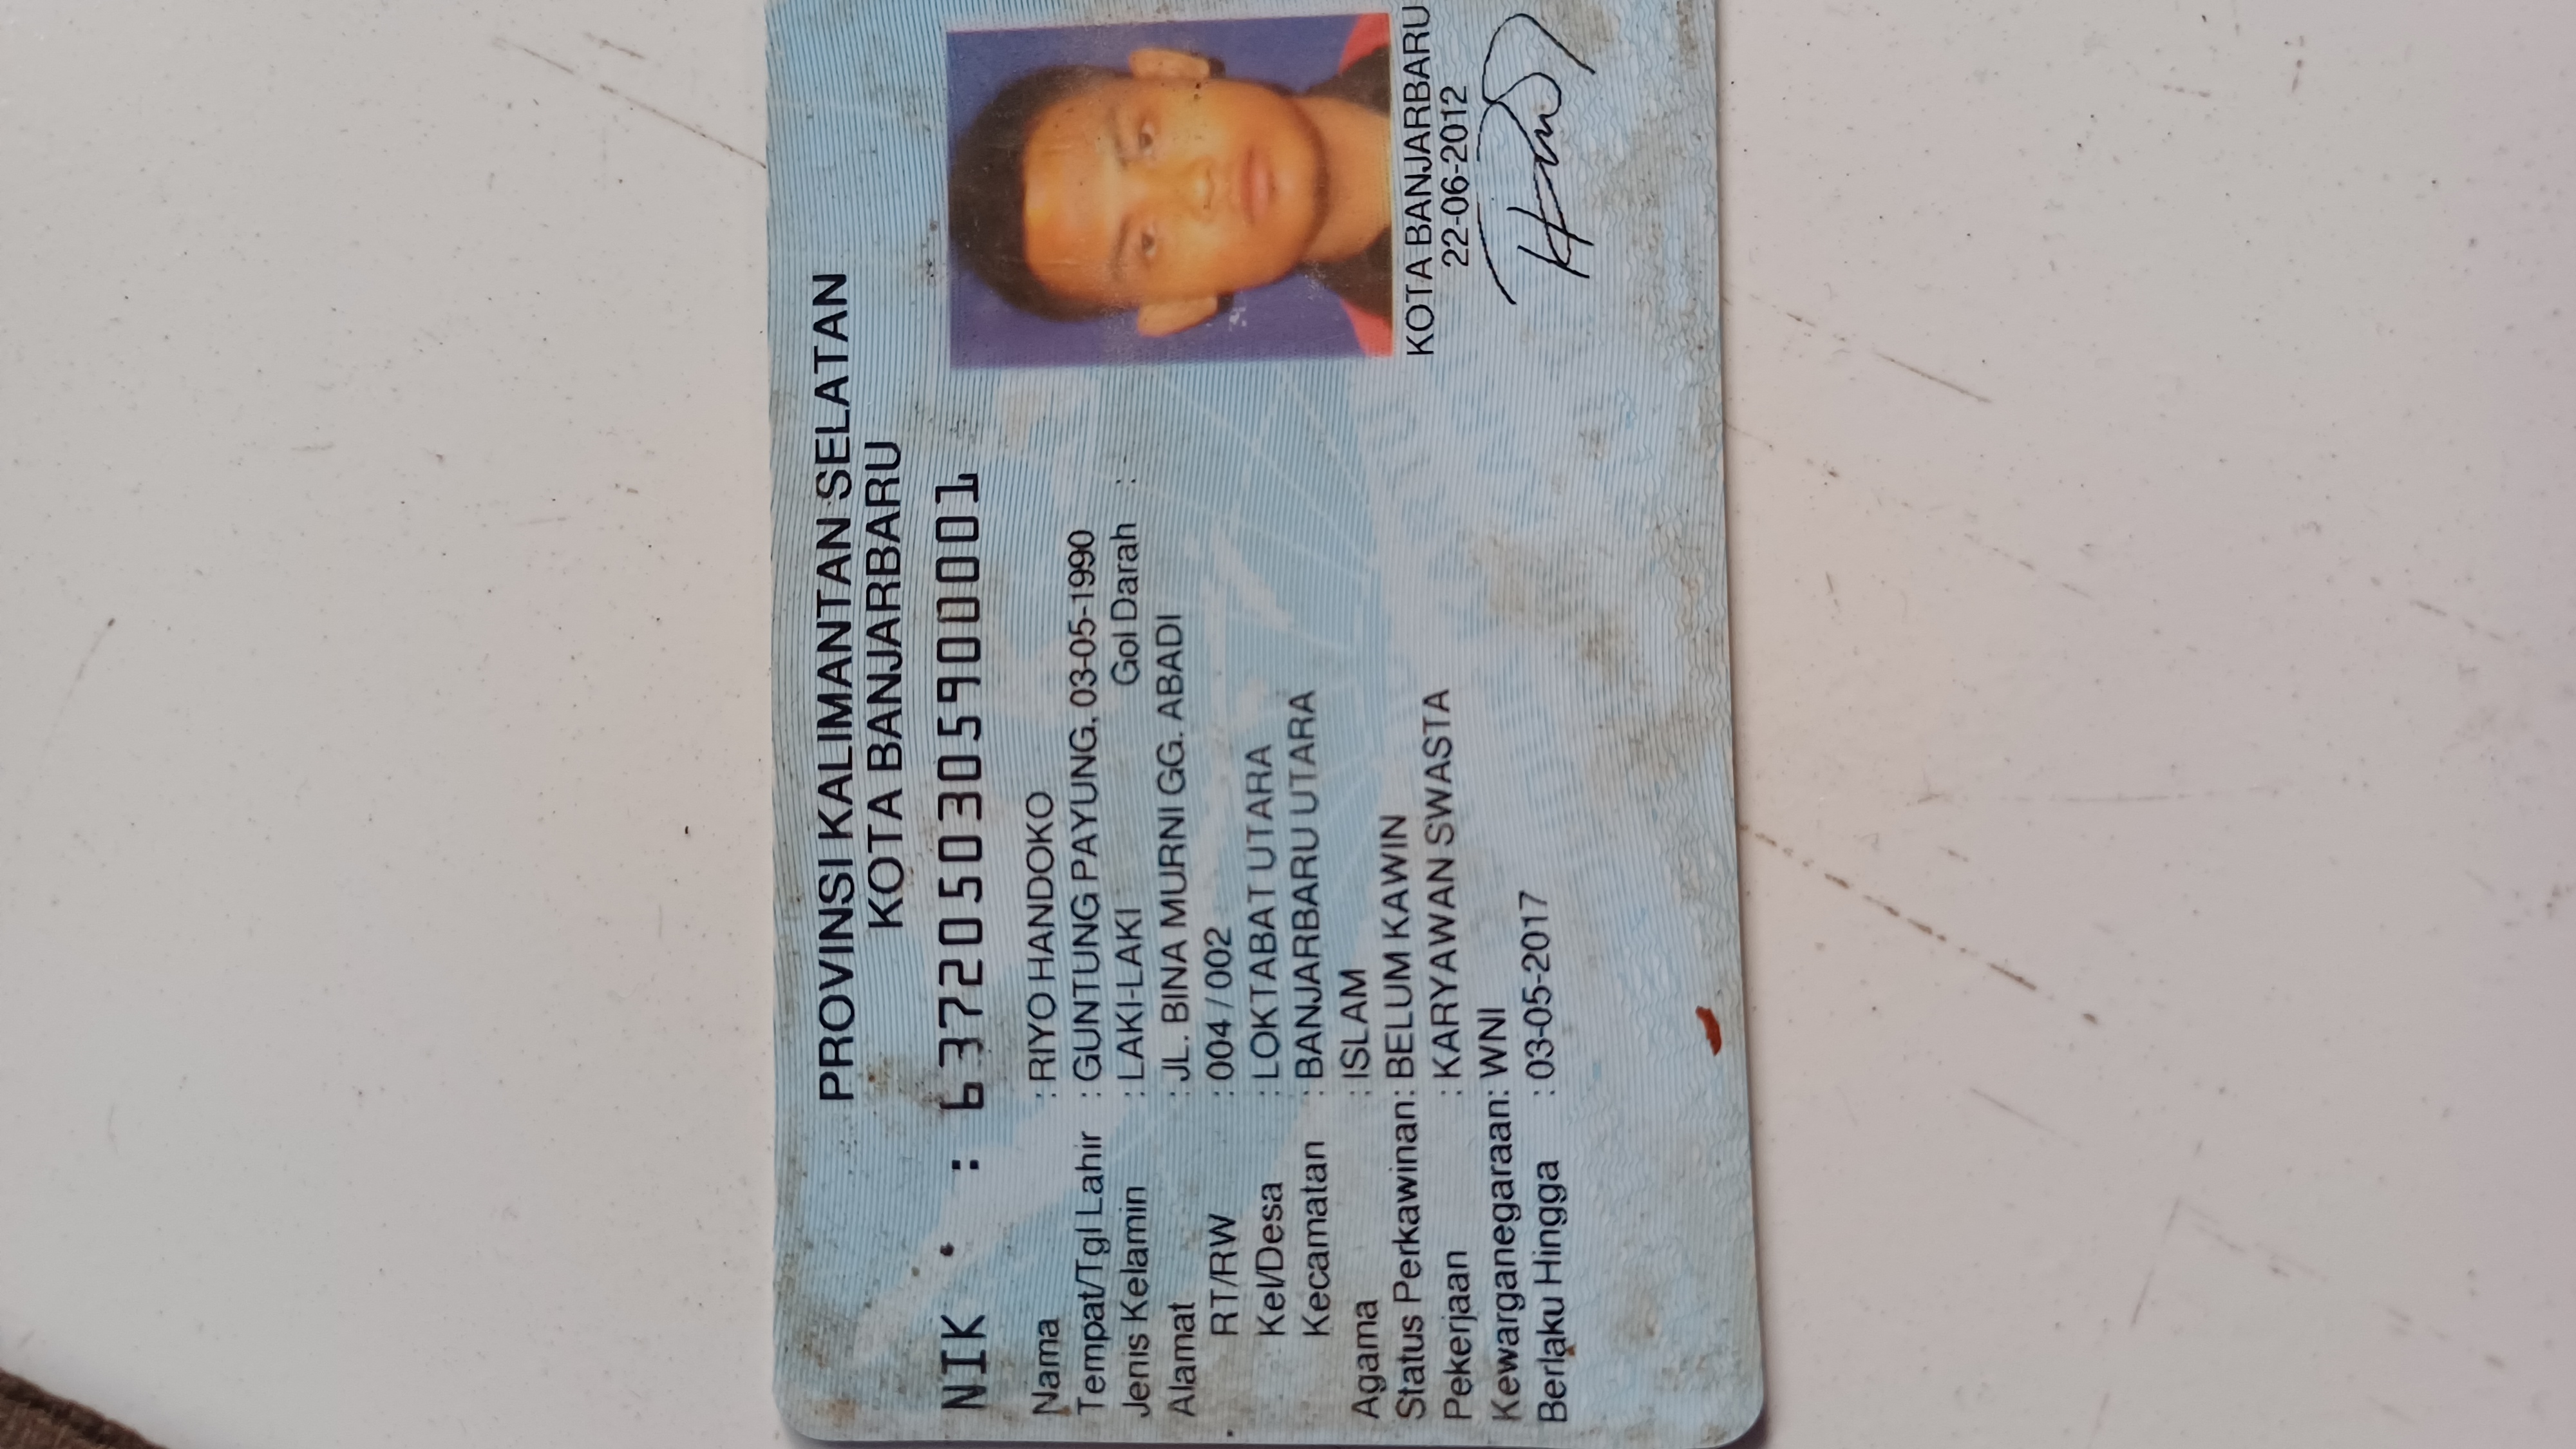 PROVINSI KALIMANTAN SELATAN
KOTA BANJARBARU
NIK : 6372050305900001
Nama : RIYO HANDOKO
Tempat/Tgl Lahir : GUNTUNG PAYUNG, 03-05-1990
Jenis Kelamin : LAKI-LAKI Gol Darah :
Alamat : JL. BINA MURNI GG. ABADI
RT/RW : 004 / 002
Kel/Desa : LOKTABAT UTARA
Kecamatan : BANJARBARU UTARA
Agama : ISLAM
Status Perkawinan: BELUM KAWIN
Pekerjaan : KARYAWAN SWASTA
Kewarganegaraan: WNI
Berlaku Hingga : 03-05-2017
KOTA BANJARBARU
22-06-2012